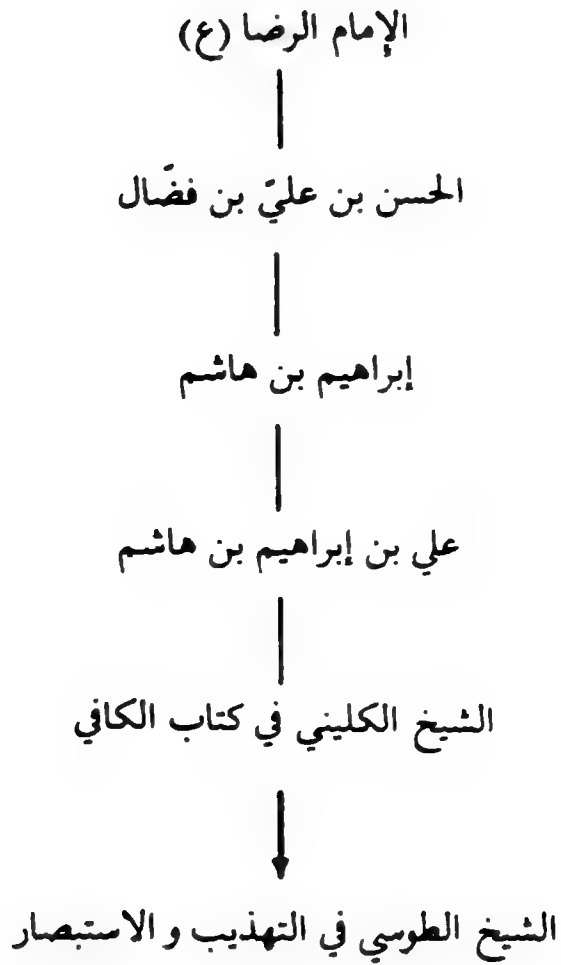 الإمام الرضا (ع)
الحسن بن عليّ بن فضّال
إبراهيم بن هاشم
علي بن إبراهيم بن هاشم
الشيخ الكليني في كتاب الكافي
الشيخ الطوسي في التهذيب و الاستبصار